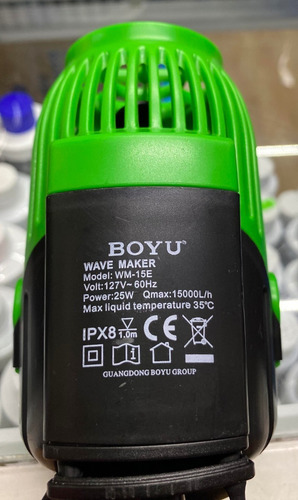 BOYU®
WAVE MAKER
Model: WM-15E
Volt:127V~ 60Hz
Power:25W Qmax:15000L/h
Max liquid temperature 35℃
IPX8 1.0m CE
GUANGDONG BOYU GROUP